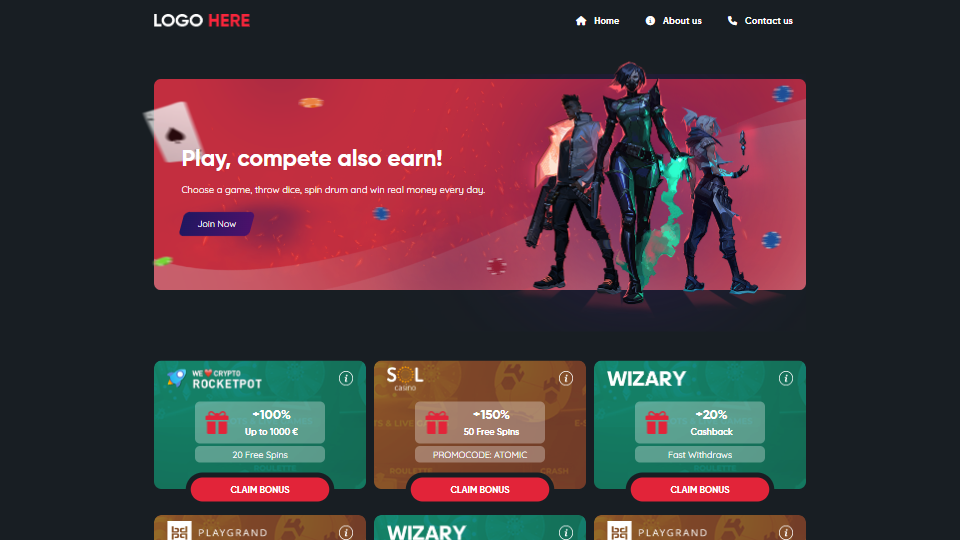 LOGO HERE
Home
About us
Contact us
Play, compete also earn!
Choose a game, throw dice, spin drum and win real money every day.
Join Now
WE CRYPTO
ROCKETPOT
+100%
Up to 1000 €
20 Free Spins
CLAIM BONUS
SOL
casino
+150%
50 Free Spins
PROMOCODE: ATOMIC
ROULETTE
CRASH
CLAIM BONUS
WIZARY
+20%
Cashback
Fast Withdraws
CLAIM BONUS
PLAYGRAND
WIZARY
PLAYGRAND